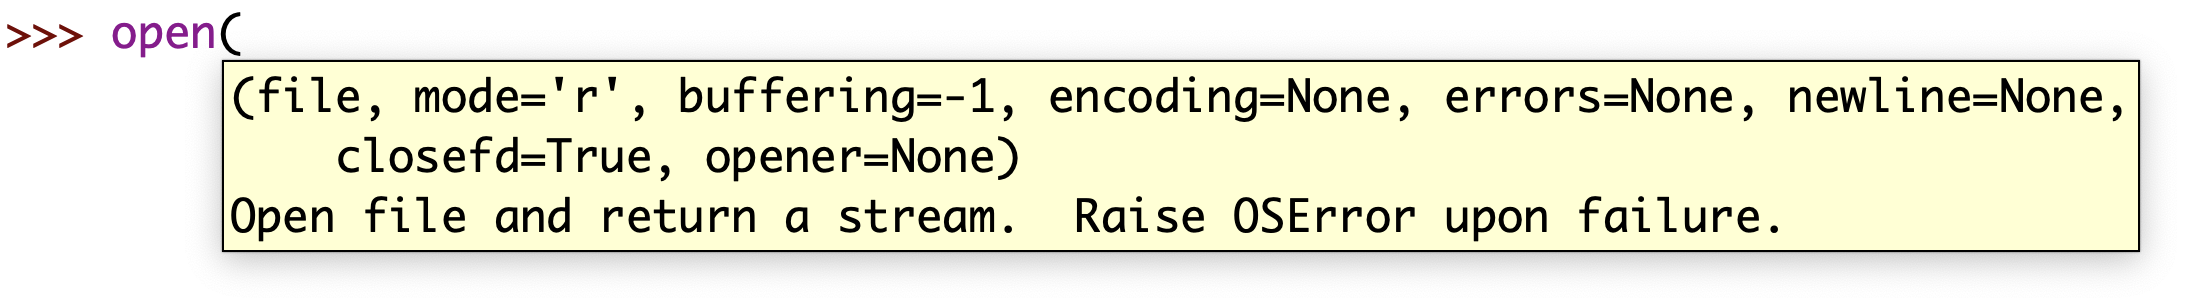 >>> open(
(file, mode='r', buffering=-1, encoding=None, errors=None, newline=None,
    closefd=True, opener=None)
Open file and return a stream.  Raise OSError upon failure.